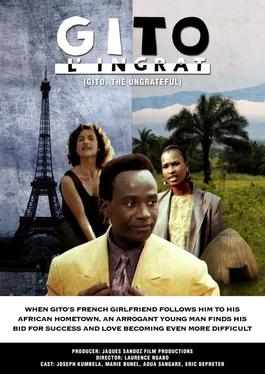 GITO
L'INGRAT
(GITO, THE UNGRATEFUL)
WHEN GITO'S FRENCH GIRLFRIEND FOLLOWS HIM TO HIS
AFRICAN HOMETOWN, AN ARROGANT YOUNG MAN FINDS HIS
BID FOR SUCCESS AND LOVE BECOMING EVEN MORE DIFFICULT
PRODUCER: JAQUES SANDOZ FILM PRODUCTIONS
DIRECTOR: LAURENCE NGABO
CAST: JOSEPH KUMBELA, MARIE BUNEL, AOUA SANGARE, ERIC DEPRETER